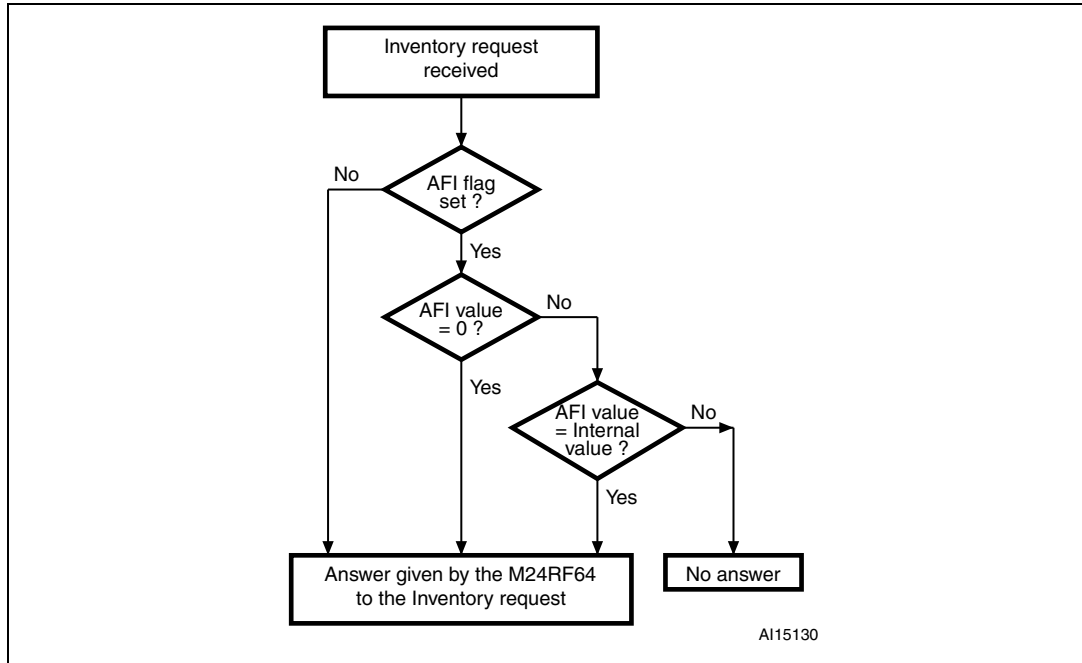 Inventory request
received
No
AFI flag
set ?
Yes
AFI value
= 0 ?
No
Yes
AFI value
= Internal
value ?
No
Yes
Answer given by the M24RF64
to the Inventory request
No answer
AI15130